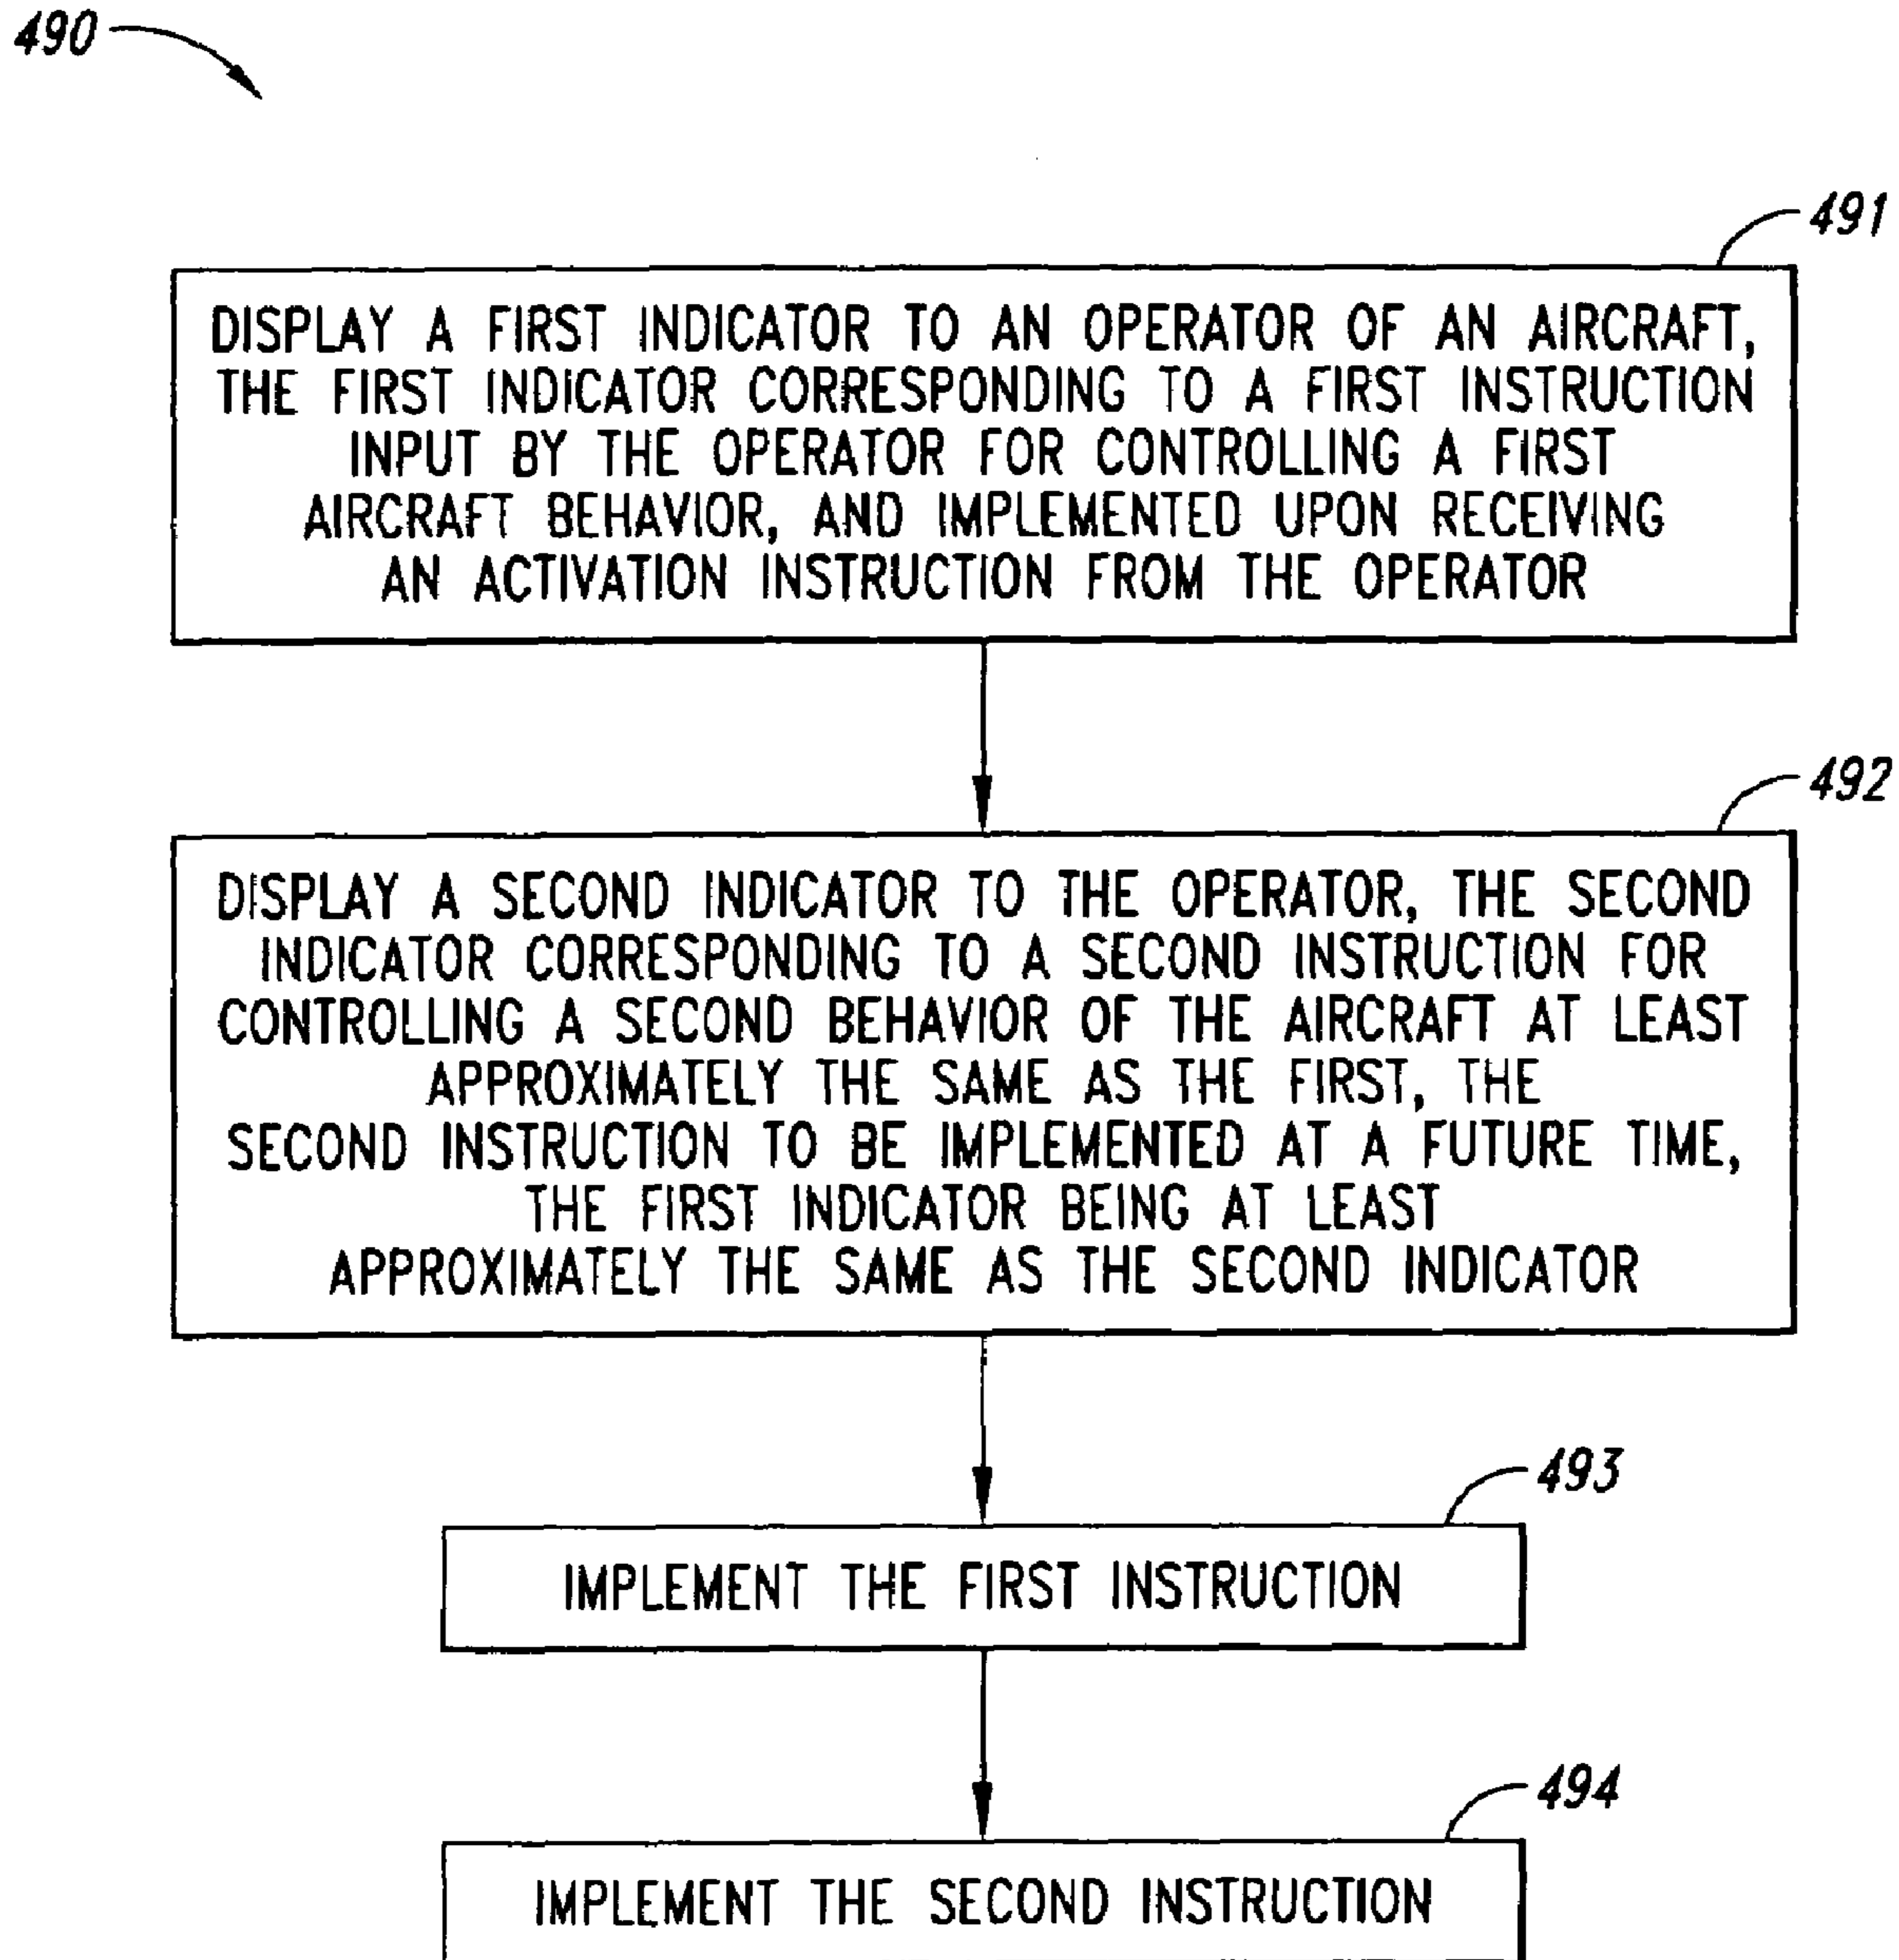 490
491
DISPLAY A FIRST INDICATOR TO AN OPERATOR OF AN AIRCRAFT,
THE FIRST INDICATOR CORRESPONDING TO A FIRST INSTRUCTION
INPUT BY THE OPERATOR FOR CONTROLLING A FIRST
AIRCRAFT BEHAVIOR, AND IMPLEMENTED UPON RECEIVING
AN ACTIVATION INSTRUCTION FROM THE OPERATOR
492
DISPLAY A SECOND INDICATOR TO THE OPERATOR, THE SECOND
INDICATOR CORRESPONDING TO A SECOND INSTRUCTION FOR
CONTROLLING A SECOND BEHAVIOR OF THE AIRCRAFT AT LEAST
APPROXIMATELY THE SAME AS THE FIRST, THE
SECOND INSTRUCTION TO BE IMPLEMENTED AT A FUTURE TIME,
THE FIRST INDICATOR BEING AT LEAST
APPROXIMATELY THE SAME AS THE SECOND INDICATOR
493
IMPLEMENT THE FIRST INSTRUCTION
494
IMPLEMENT THE SECOND INSTRUCTION